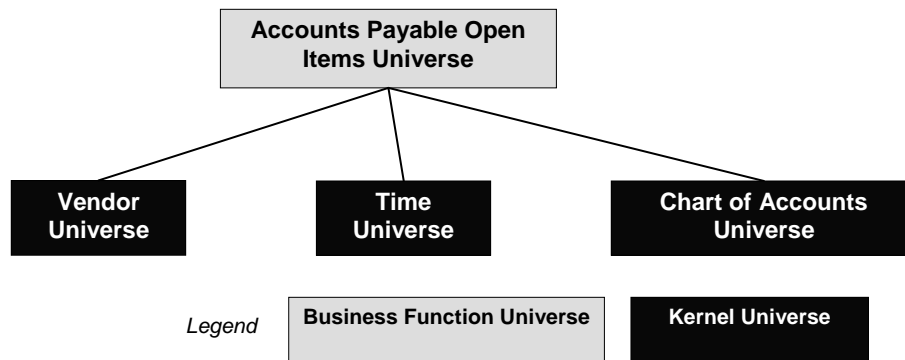 Accounts Payable Open
Items Universe
Vendor
Universe
Time
Universe
Chart of Accounts
Universe
Legend
Business Function Universe
Kernel Universe